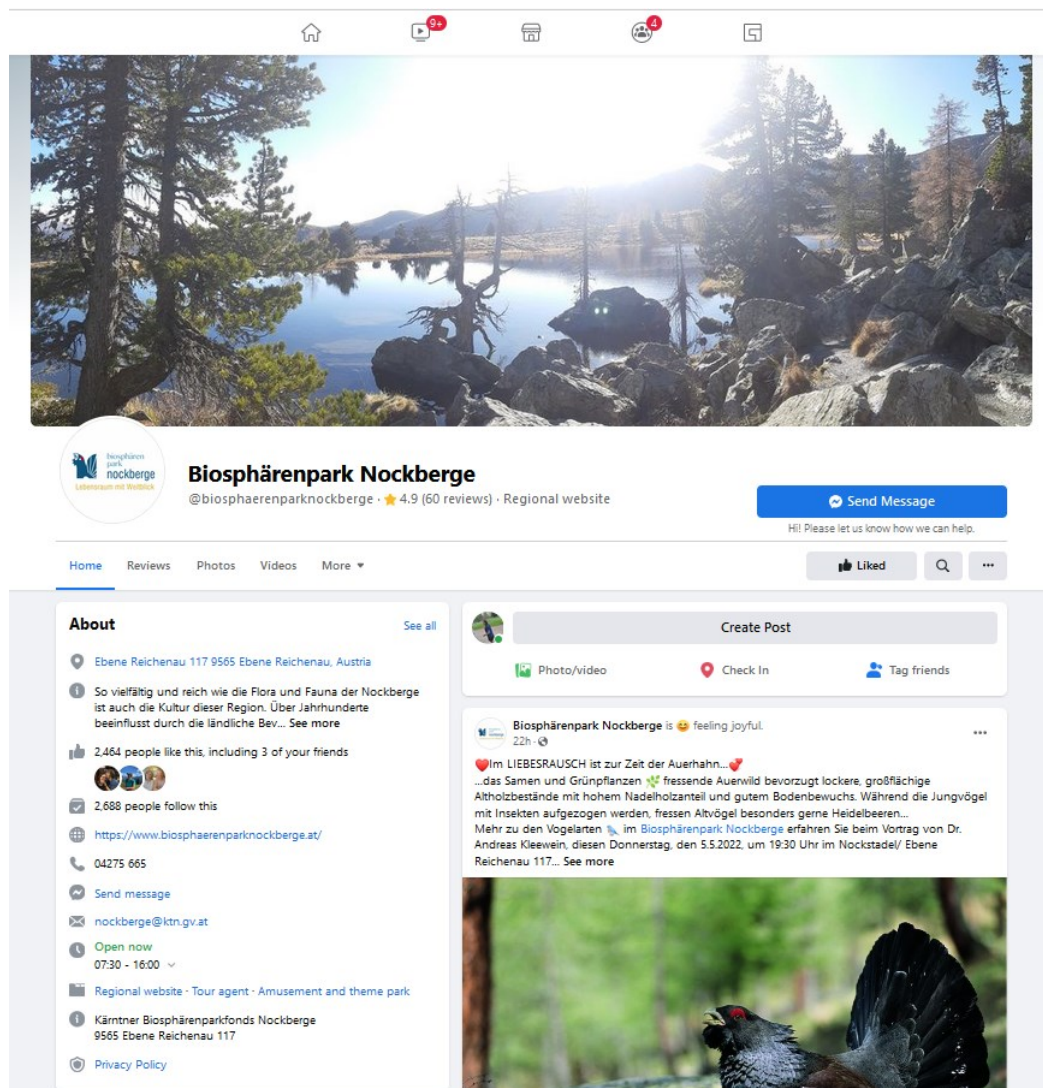 9+
4
biosphären
park
nockberge
Lebensraum mit Weitblick
Biosphärenpark Nockberge
@biosphaerenparknockberge · 4.9 (60 reviews) · Regional website
Send Message
Hi! Please let us know how we can help.
Home Reviews Photos Videos More
Liked
About
See all
Ebene Reichenau 117 9565 Ebene Reichenau, Austria
So vielfältig und reich wie die Flora und Fauna der Nockberge
ist auch die Kultur dieser Region. Über Jahrhunderte
beeinflusst durch die ländliche Bev... See more
2,464 people like this, including 3 of your friends
2,688 people follow this
https://www.biosphaerenparknockberge.at/
04275 665
Send message
nockberge@ktn.gv.at
Open now
07:30 - 16:00
Regional website · Tour agent · Amusement and theme park
Kärntner Biosphärenparkfonds Nockberge
9565 Ebene Reichenau 117
Privacy Policy
Create Post
Photo/video Check In Tag friends
Biosphärenpark Nockberge is 😊 feeling joyful.
22h ·
❤️Im LIEBESRAUSCH ist zur Zeit der Auerhahn...💕
...das Samen und Grünpflanzen 🌿 fressende Auerwild bevorzugt lockere, großflächige
Altholzbestände mit hohem Nadelholzanteil und gutem Bodenbewuchs. Während die Jungvögel
mit Insekten aufgezogen werden, fressen Altvögel besonders gerne Heidelbeeren...
Mehr zu den Vogelarten im Biosphärenpark Nockberge erfahren Sie beim Vortrag von Dr.
Andreas Kleewein, diesen Donnerstag, den 5.5.2022, um 19:30 Uhr im Nockstadel/ Ebene
Reichenau 117... See more